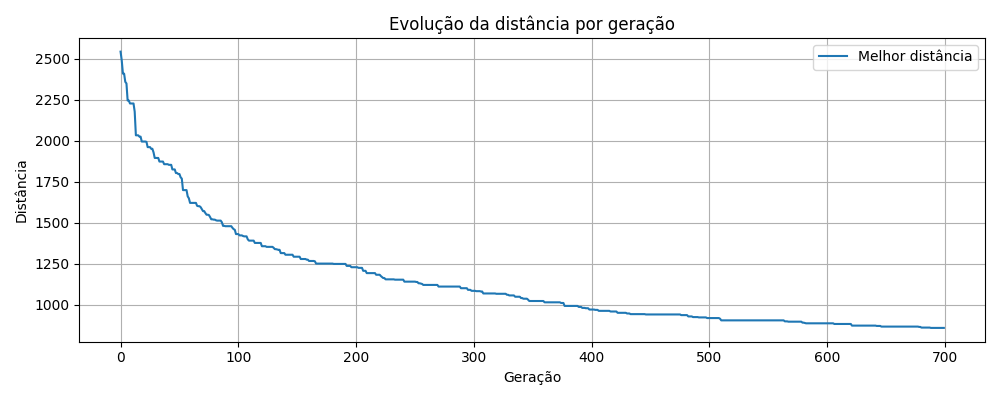 Evolução da distância por geração
Melhor distância
Distância
2500
2250
2000
1750
1500
1250
1000
0 100 200 300 400 500 600 700
Geração